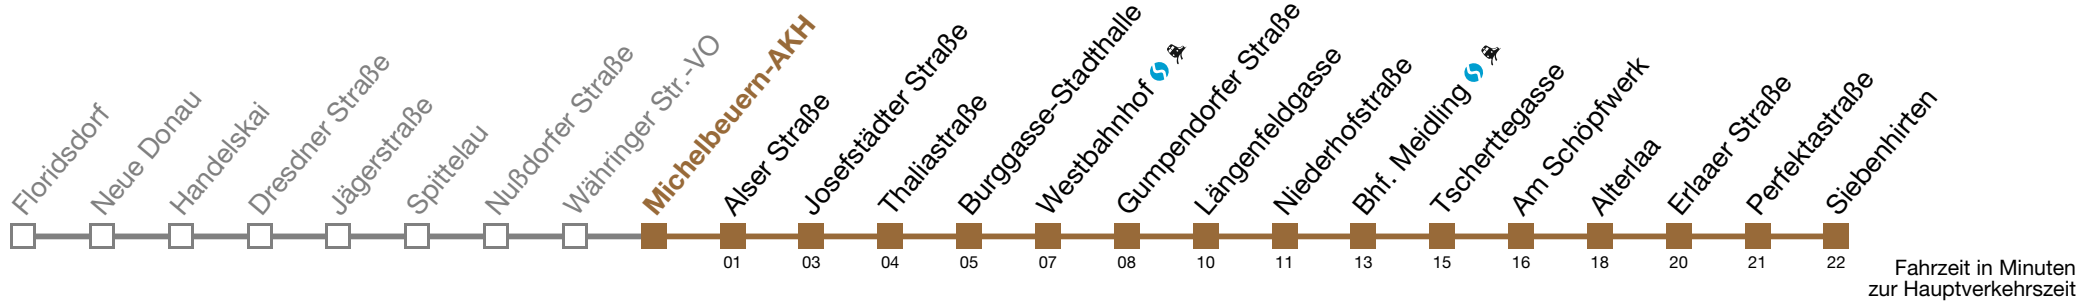 Floridsdorf
Neue Donau
Handelskai
Dresdner Straße
Jägerstraße
Spittelau
Nußdorfer Straße
Währinger Str.-VO
Michelbeuern-AKH
Alser Straße
Josefstädter Straße
Thaliastraße
Burggasse-Stadthalle
Westbahnhof
Gumpendorfer Straße
Längenfeldgasse
Niederhofstraße
Bhf. Meidling
Tscherttegasse
Am Schöpfwerk
Alterlaa
Erlaaer Straße
Perfektastraße
Siebenhirten
01 03 04 05 07 08 10 11 13 15 16 18 20 21 22
Fahrzeit in Minuten
zur Hauptverkehrszeit